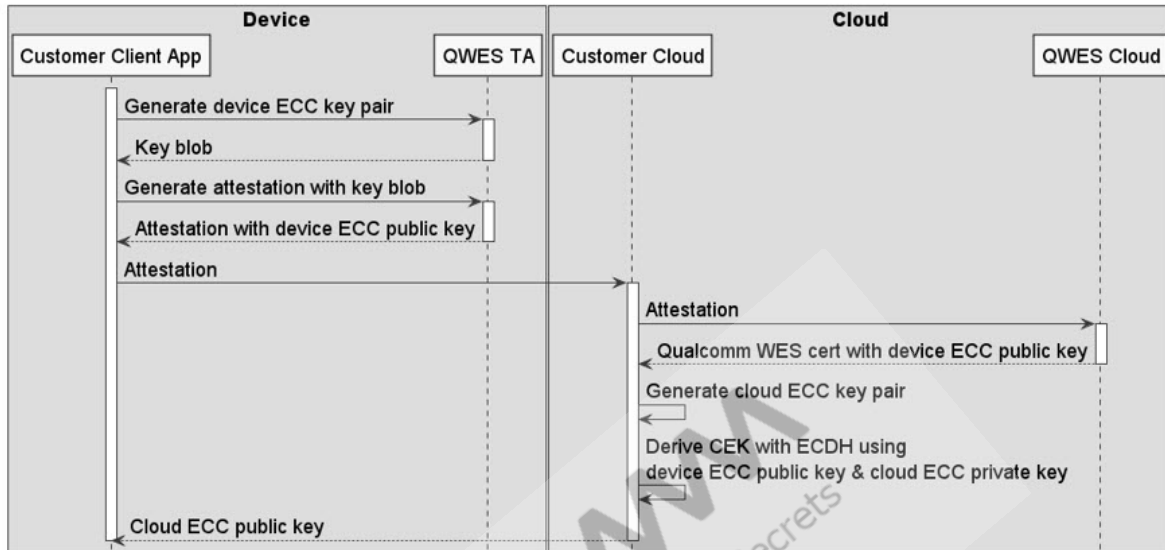 Device
Cloud
Customer Client App
QWES TA
Customer Cloud
QWES Cloud
Generate device ECC key pair
Key blob
Generate attestation with key blob
Attestation with device ECC public key
Attestation
Attestation
Qualcomm WES cert with device ECC public key
Generate cloud ECC key pair
Derive CEK with ECDH using
device ECC public key & cloud ECC private key
Cloud ECC public key